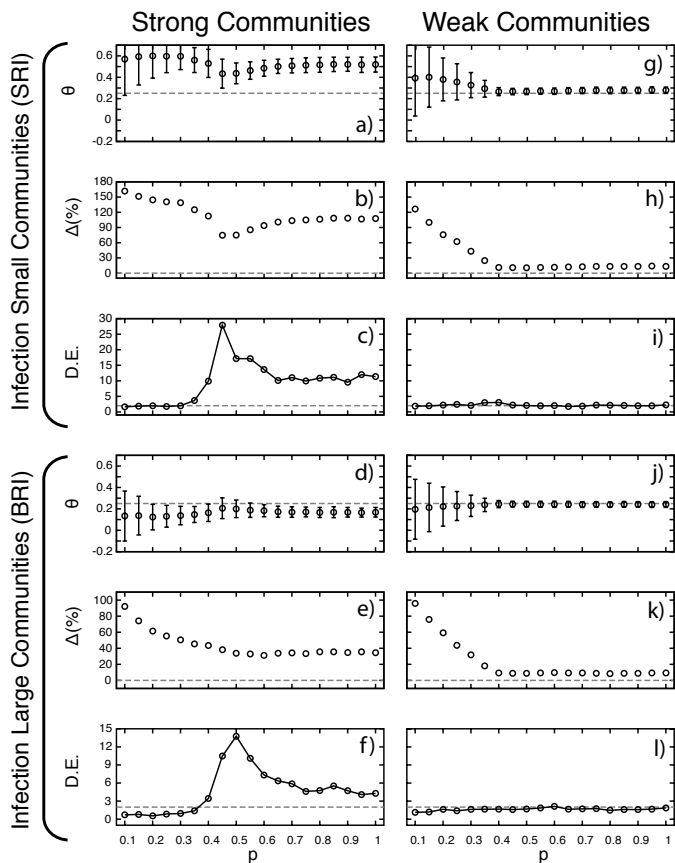 Strong Communities
Weak Communities
Infection Small Communities (SRI)
θ
0.6
0.4
0.2
0
-0.2
a)
g)
Δ(%)
180
150
120
90
60
30
0
b)
h)
D.E.
30
25
20
15
10
5
0
c)
i)
Infection Large Communities (BRI)
θ
0.6
0.4
0.2
0
-0.2
d)
j)
Δ(%)
100
80
60
40
20
0
e)
k)
D.E.
15
12
9
6
3
0
f)
l)
0.1 0.2 0.3 0.4 0.5 0.6 0.7 0.8 0.9 1
p
0.1 0.2 0.3 0.4 0.5 0.6 0.7 0.8 0.9 1
p